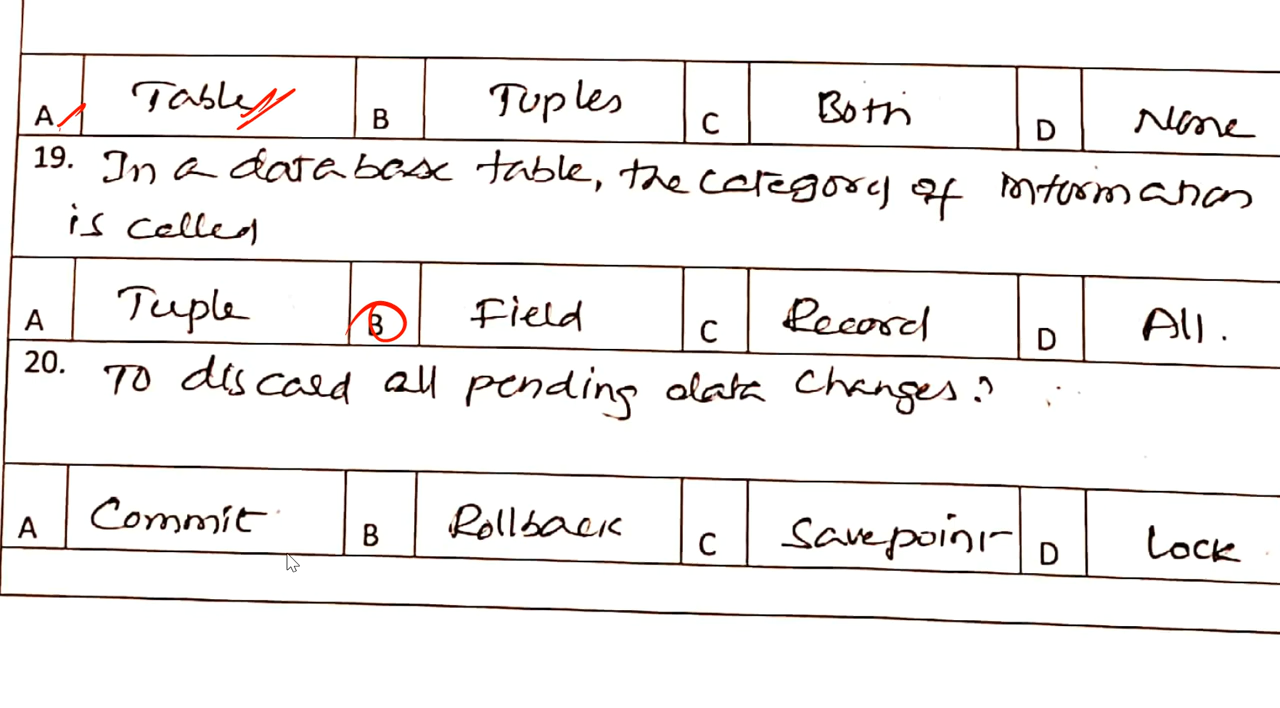 A Table B Tuples C Both D None
19. In a database table, the category of information
is called
A Tuple B Field C Record D All.
20. To discard all pending data changes?
A Commit B Rollback C Savepoint D Lock